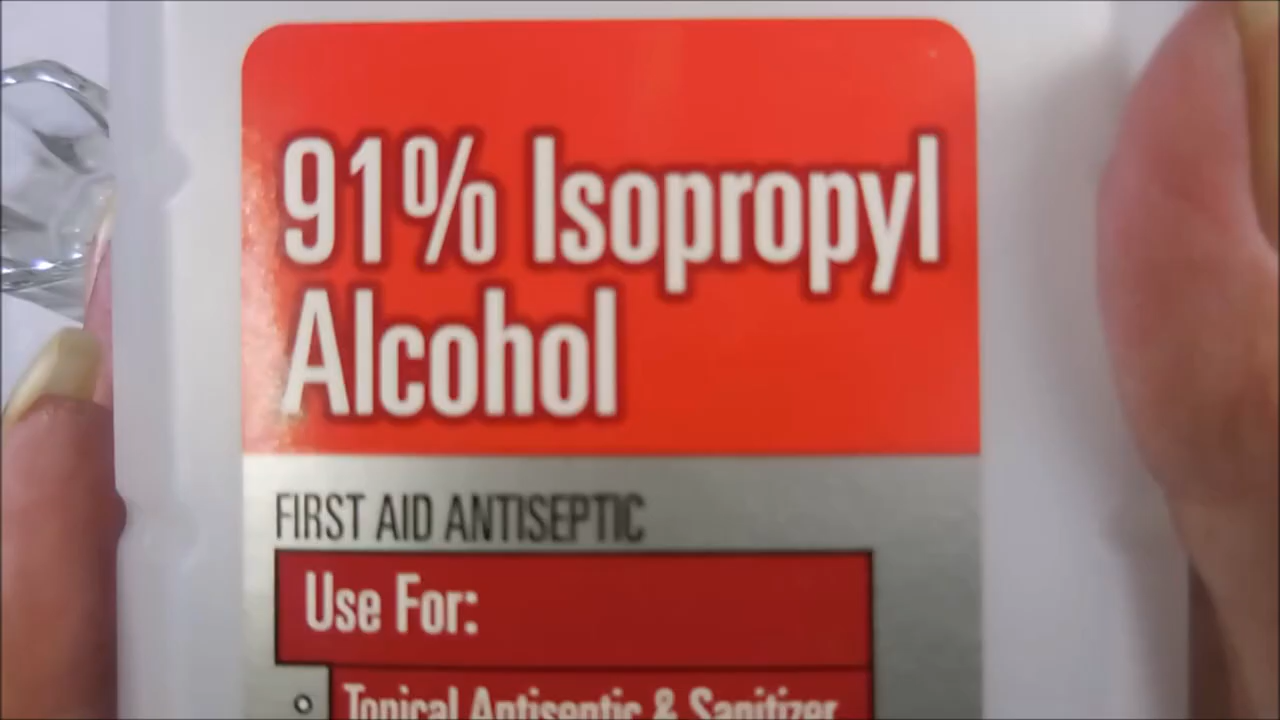 91% Isopropyl
Alcohol
FIRST AID ANTISEPTIC
Use For:
Topical Antiseptic & Sanitizer